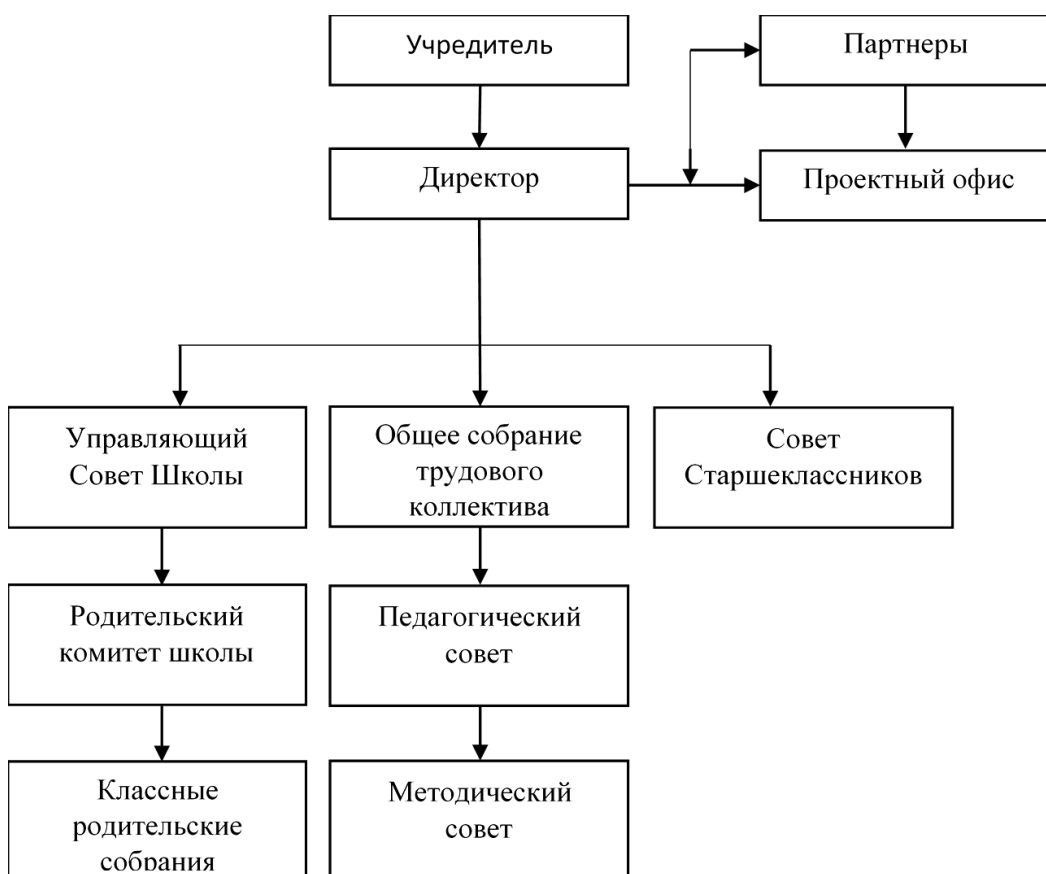 Учредитель
Партнеры
Директор
Проектный офис
Управляющий
Совет Школы
Общее собрание
трудового
коллектива
Совет
Старшеклассников
Родительский
комитет школы
Педагогический
совет
Классные
родительские
собрания
Методический
совет